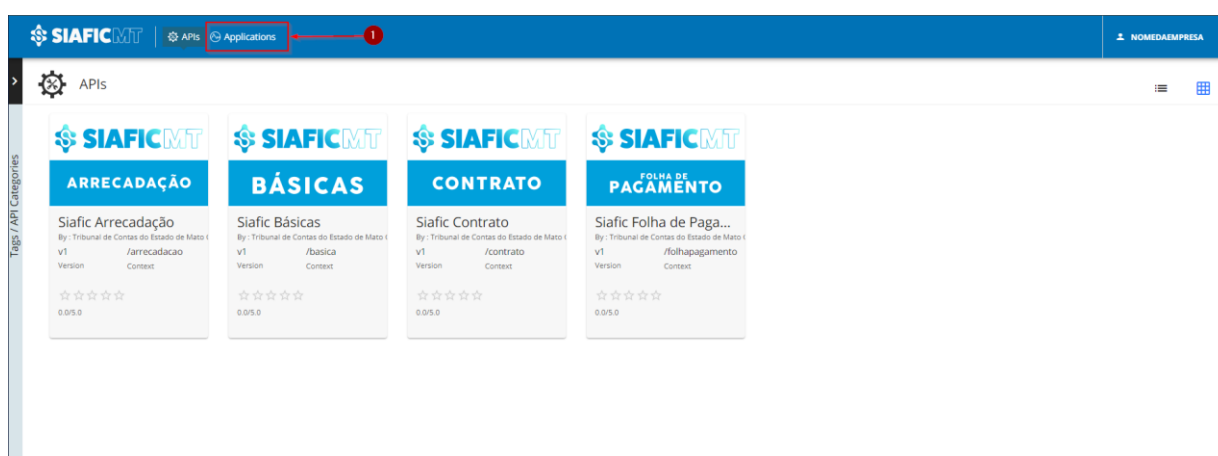 SIAFICMT
APIs
Applications
1
NOMEDAEMPRESA
APIs
Tags / API Categories
SIAFICMT
ARRECADAÇÃO
Siafic Arrecadação
By : Tribunal de Contas do Estado de Mato
v1 /arrecadacao
Version Context
0.0/5.0
SIAFICMT
BÁSICAS
Siafic Básicas
By : Tribunal de Contas do Estado de Mato
v1 /basica
Version Context
0.0/5.0
SIAFICMT
CONTRATO
Siafic Contrato
By : Tribunal de Contas do Estado de Mato
v1 /contrato
Version Context
0.0/5.0
SIAFICMT
FOLHA DE
PAGAMENTO
Siafic Folha de Paga...
By : Tribunal de Contas do Estado de Mato
v1 /folhapagamento
Version Context
0.0/5.0